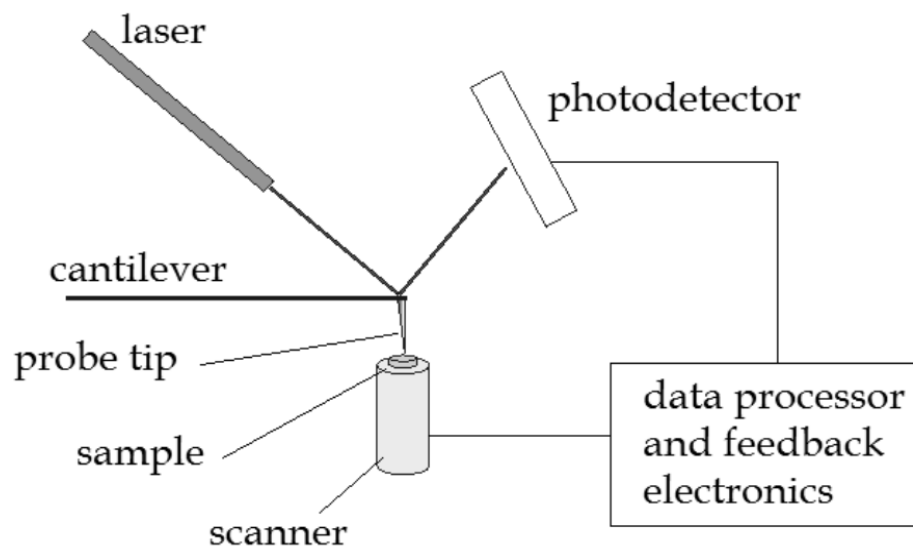 laser
photodetector
cantilever
probe tip
sample
scanner
data processor
and feedback
electronics